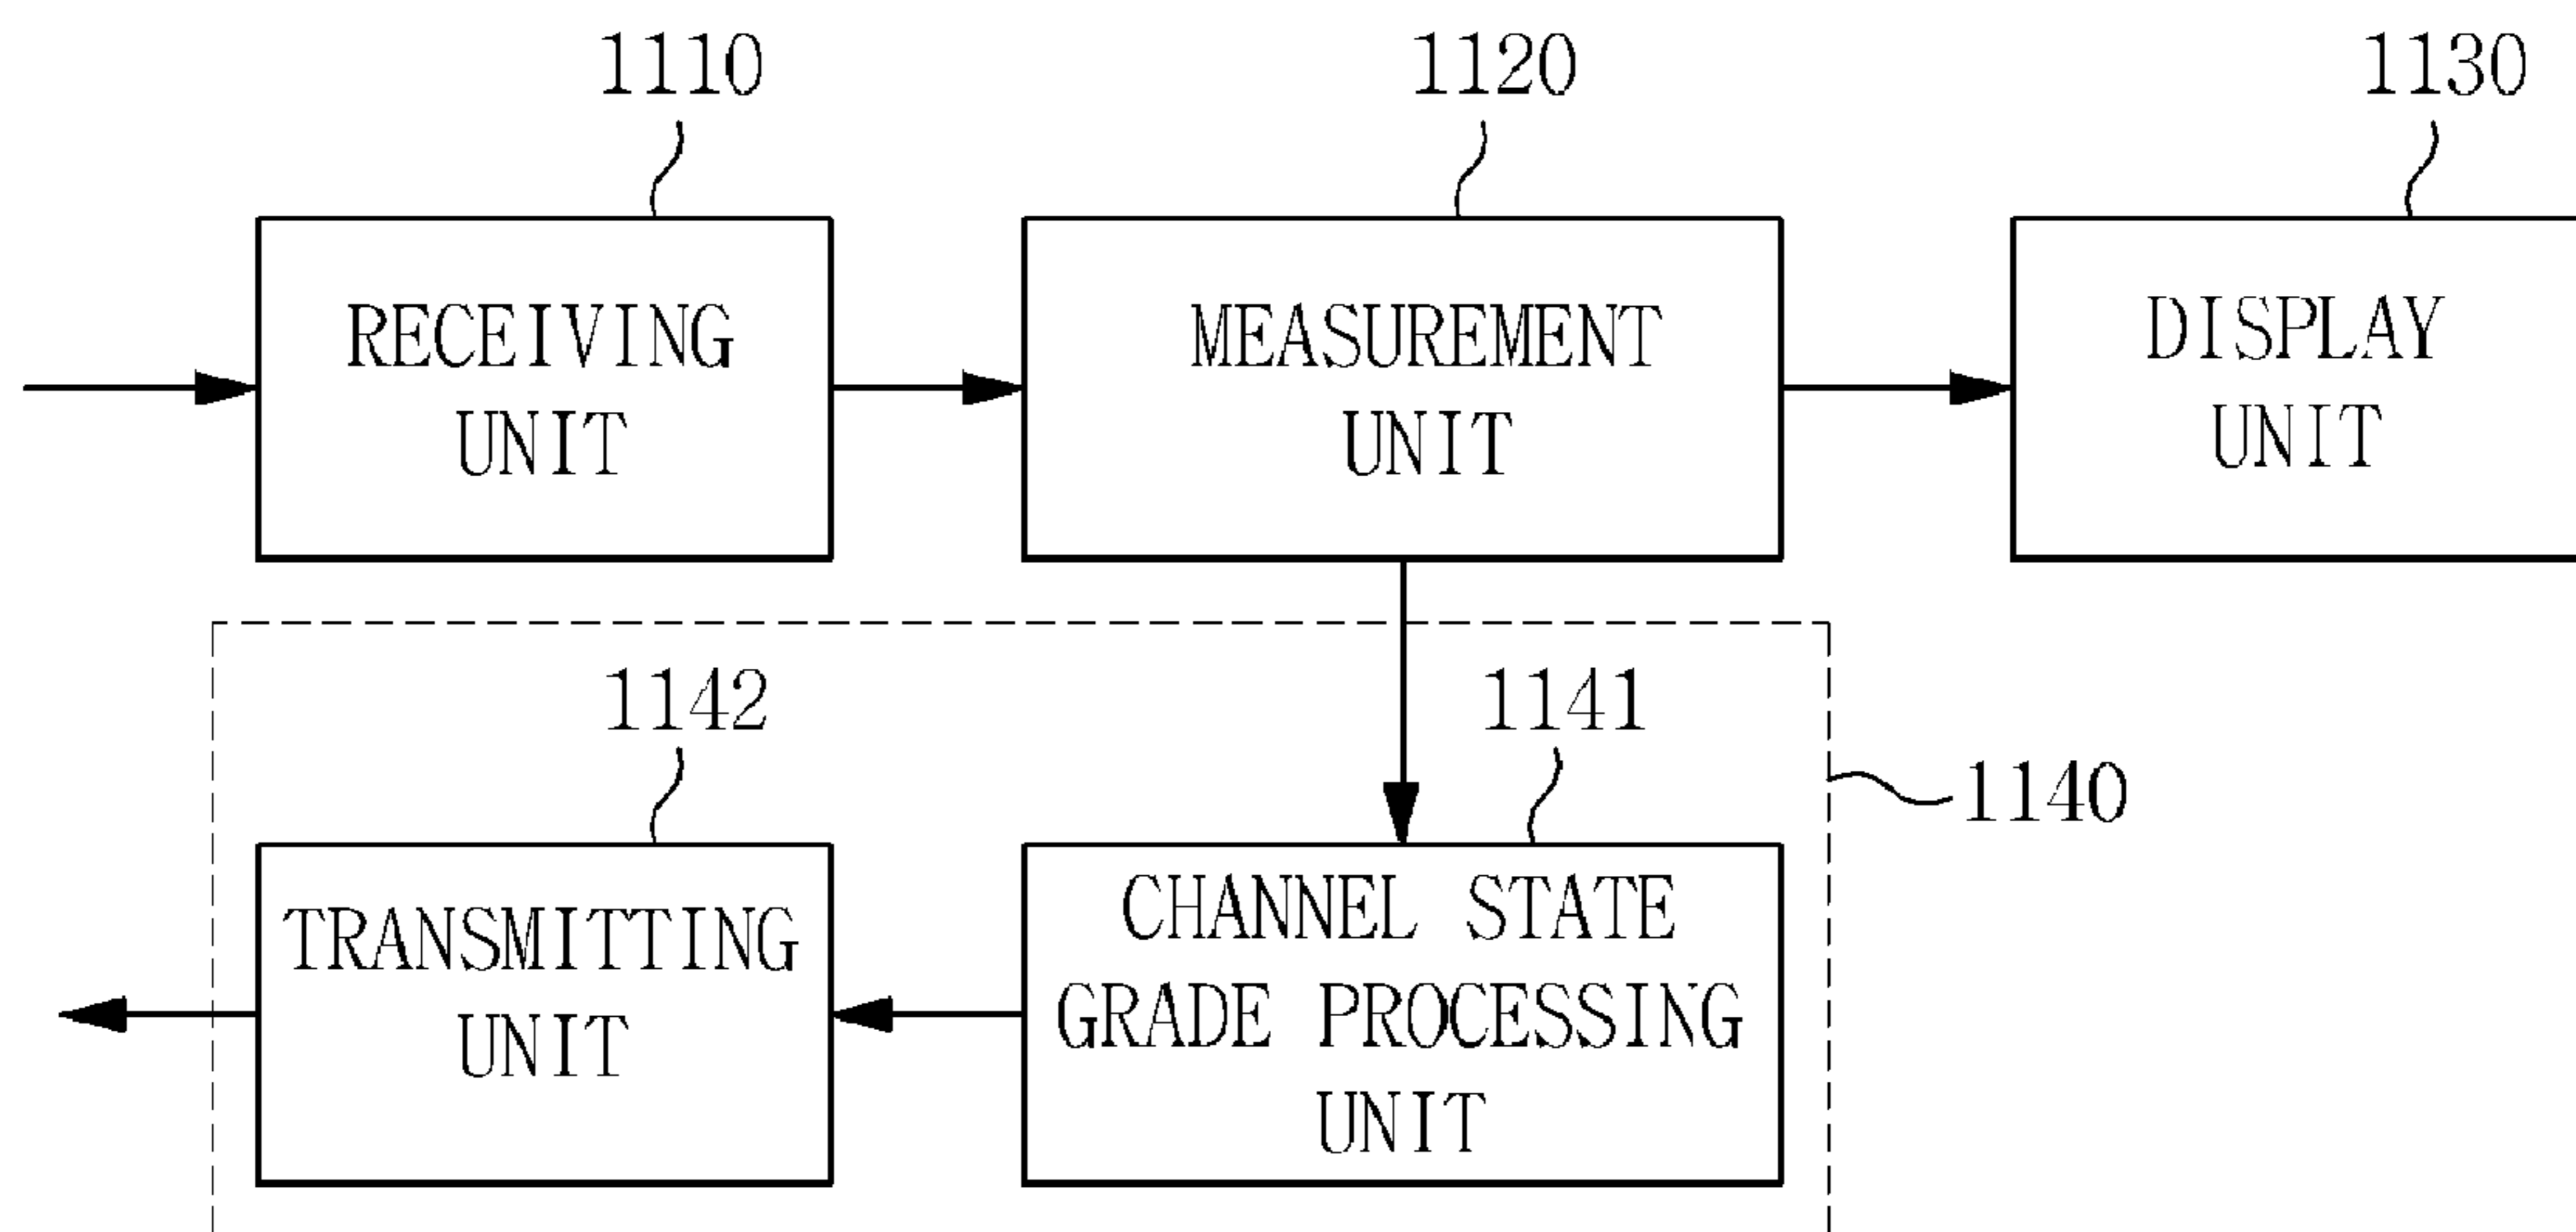 1110
1120
1130
RECEIVING
UNIT
MEASUREMENT
UNIT
DISPLAY
UNIT
1142
1141
1140
TRANSMITTING
UNIT
CHANNEL STATE
GRADE PROCESSING
UNIT